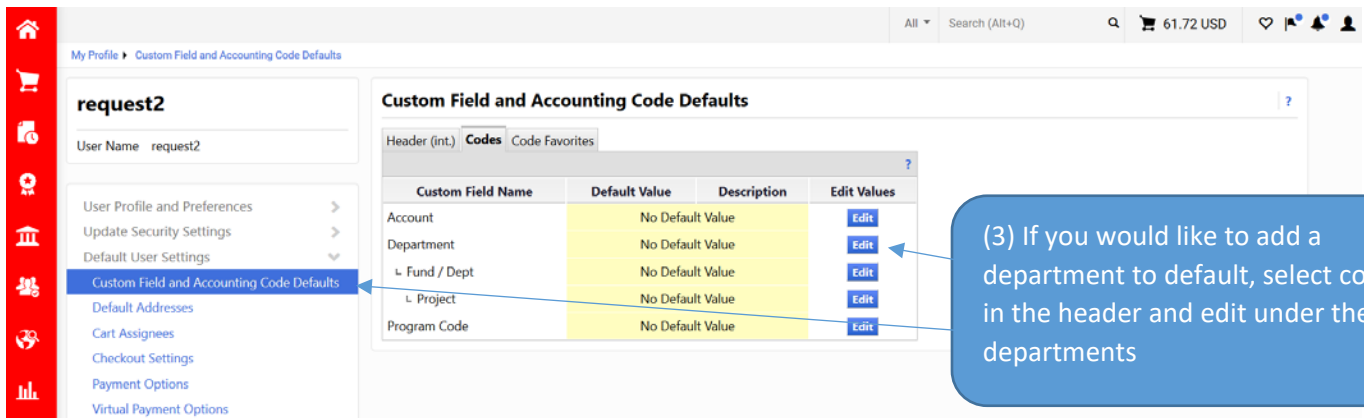 All Search (Alt+Q) 61.72 USD
My Profile Custom Field and Accounting Code Defaults
request2
User Name request2
User Profile and Preferences
Update Security Settings
Default User Settings
Custom Field and Accounting Code Defaults
Default Addresses
Cart Assignees
Checkout Settings
Payment Options
Virtual Payment Options
Custom Field and Accounting Code Defaults ?
Header (int.) Codes Code Favorites
?
Custom Field Name Default Value Description Edit Values
Account No Default Value Edit
Department No Default Value Edit
Fund / Dept No Default Value Edit
Project No Default Value Edit
Program Code No Default Value Edit
(3) If you would like to add a
department to default, select
in the header and edit under
departments